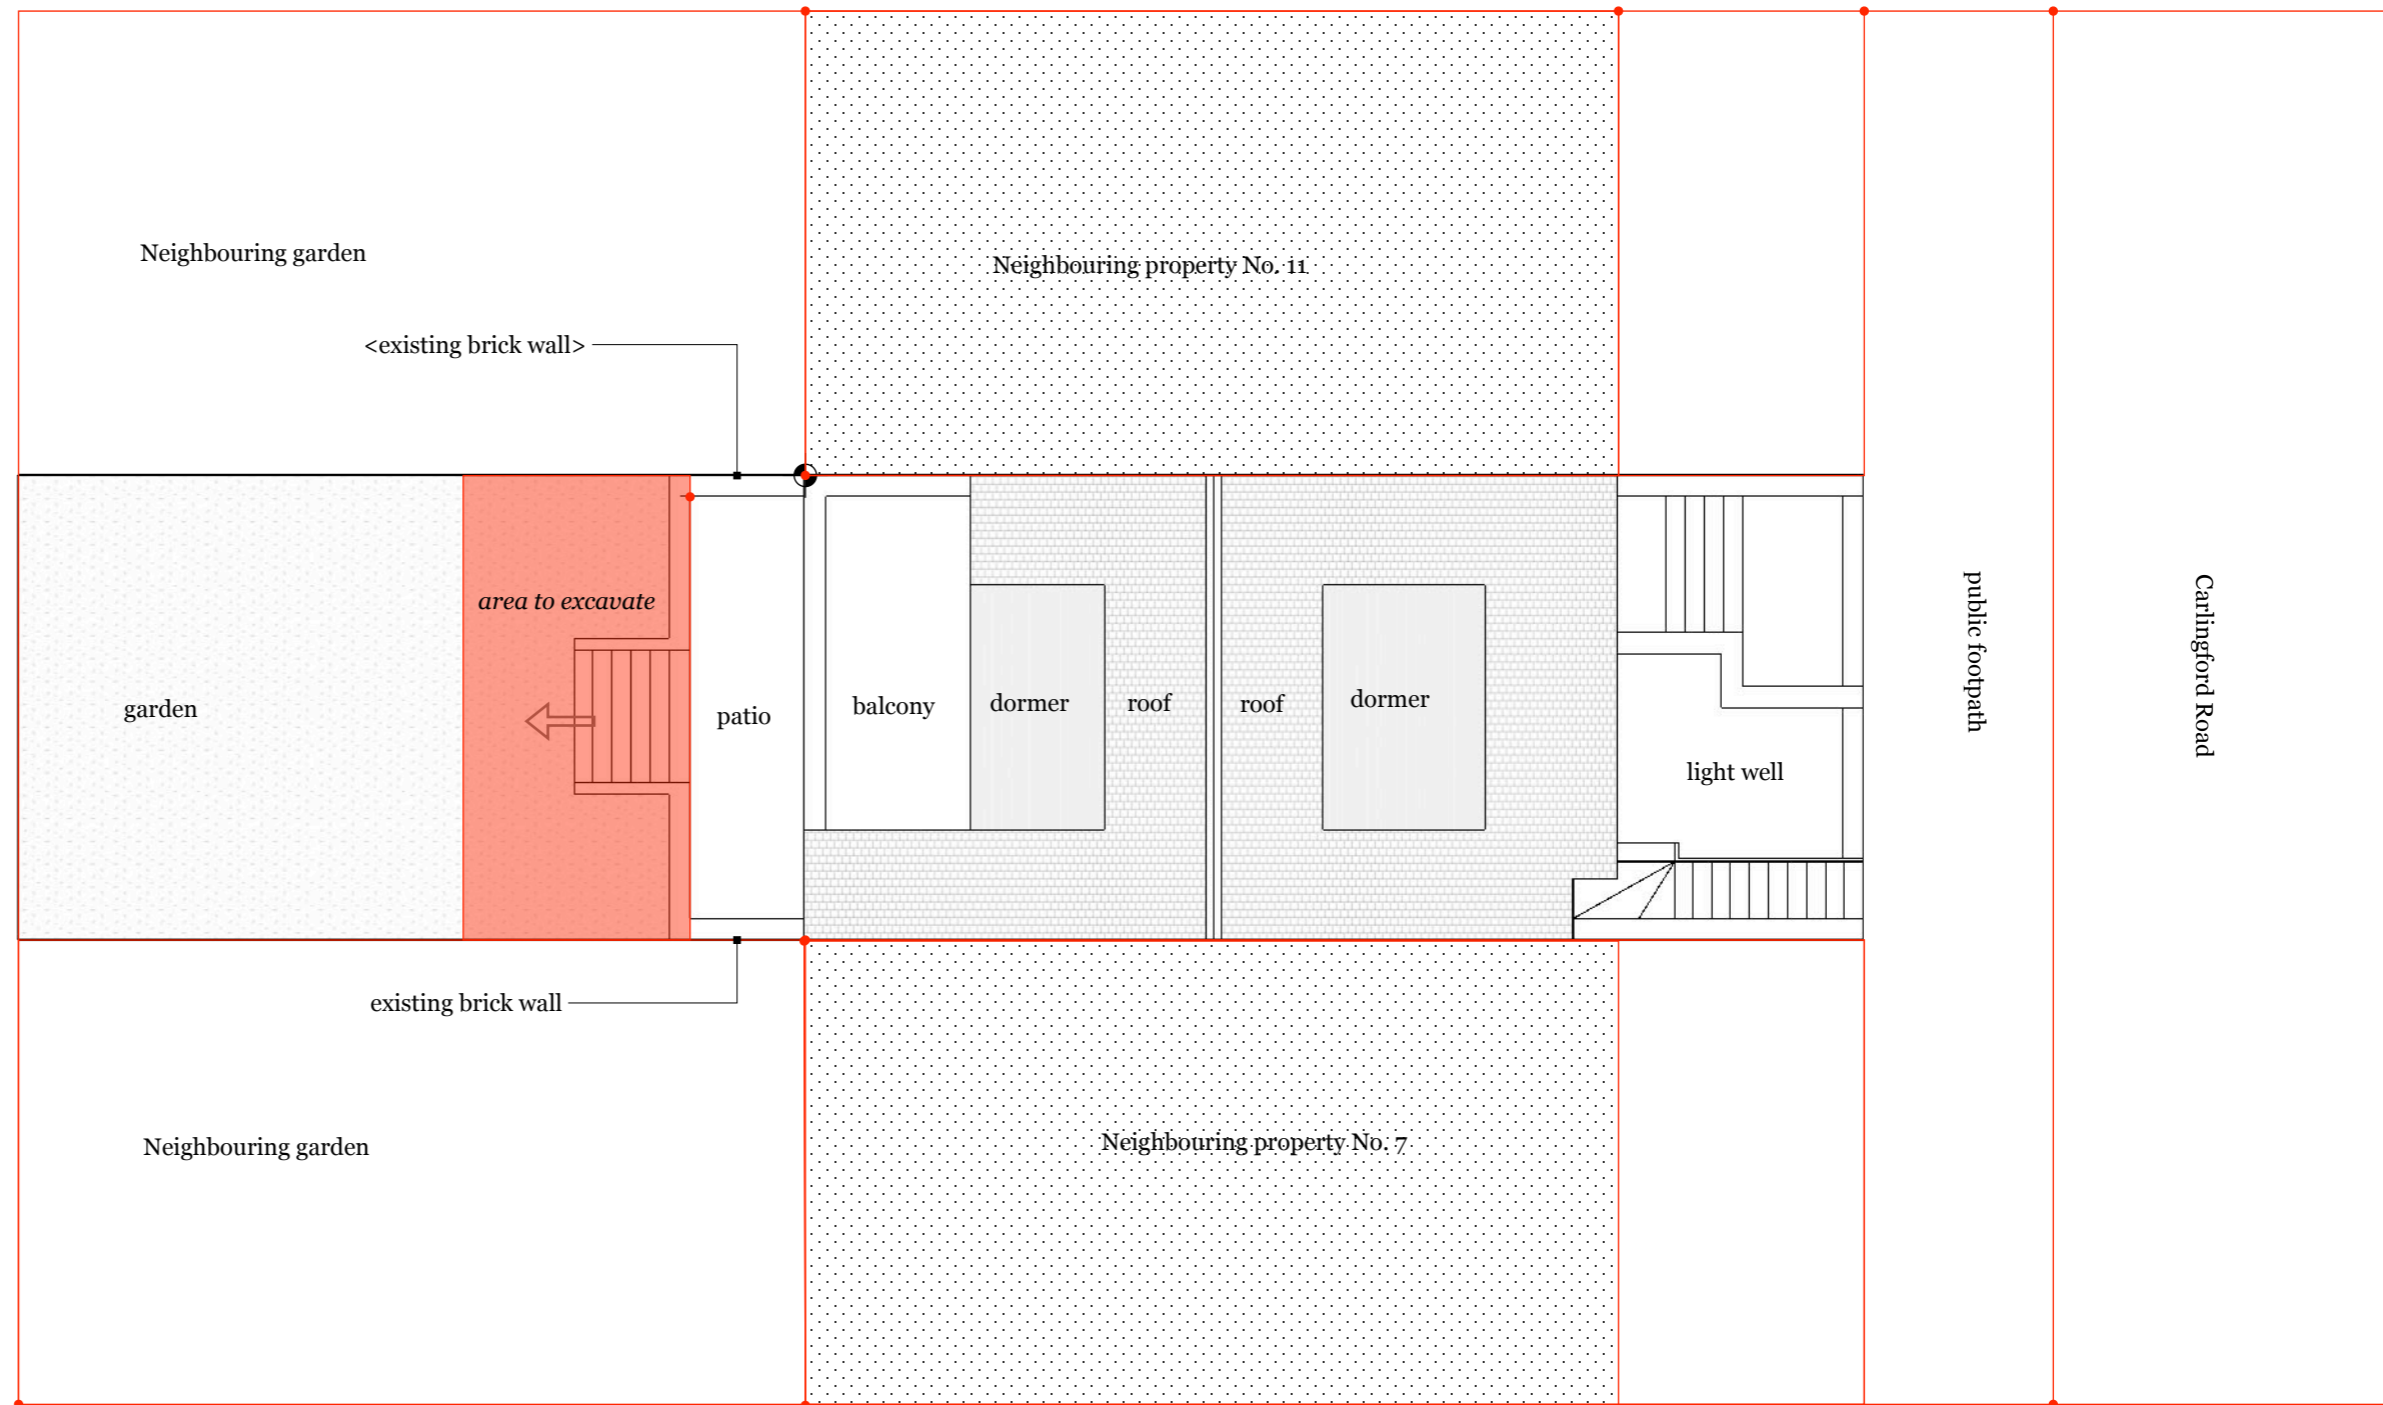 Neighbouring garden
Neighbouring property No. 11
<existing brick wall>
area to excavate
garden
patio
balcony
dormer
roof
roof
dormer
light well
public footpath
Carlingford Road
existing brick wall
Neighbouring garden
Neighbouring property No. 7